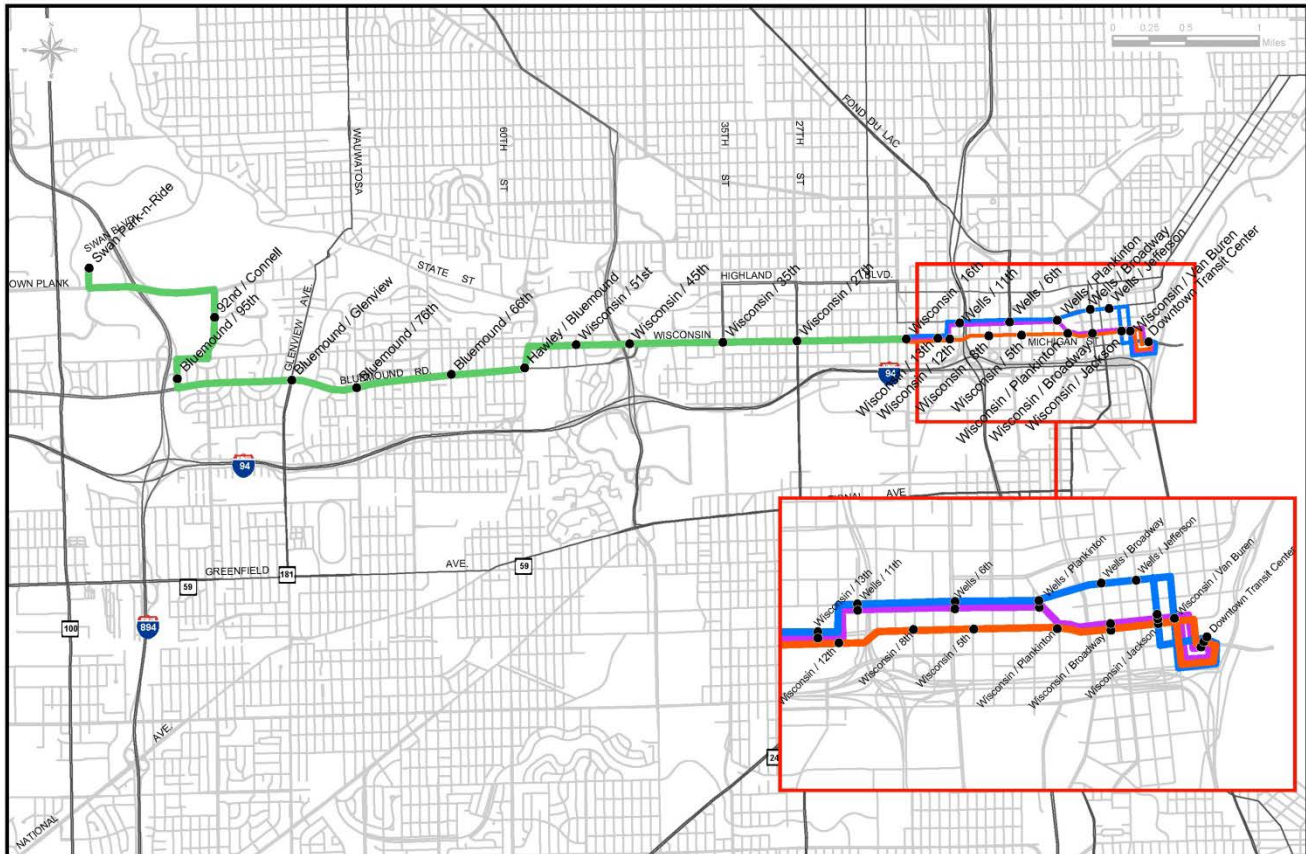 0 0.25 0.5 1
Miles
N
FOND DU LAC
WAUWATOSA
60TH ST
35TH ST
27TH ST
SWAN BLVD
Swan Park-n-Ride
OWN PLANK
92nd / Connell
Bluemound / 95th
GLENVIEW AVE.
Bluemound / Glenview
STATE ST
Bluemound / 76th
BLUEMOUND RD.
Bluemound / 66th
Hawley / Bluemound
Wisconsin / 51st
Wisconsin / 45th
WISCONSIN
Wisconsin / 35th
HIGHLAND BLVD.
Wisconsin / 27th
Wisconsin / 16th
Wells / 11th
Wells / 6th
Wells / Plankinton
Wells / Broadway
Wells / Jefferson
Wisconsin / Van Buren
Downtown Transit Center
MICHIGAN ST
Wisconsin / 13th
Wisconsin / 12th
Wisconsin / 8th
Wisconsin / 5th
Wisconsin / Plankinton
Wisconsin / Broadway
Wisconsin / Jackson
94
94
AVE
GREENFIELD AVE.
59
59
181
100
894
24
NATIONAL AVE.
Wisconsin / 13th
Wells / 11th
Wells / 6th
Wells / Plankinton
Wells / Broadway
Wells / Jefferson
Wisconsin / Van Buren
Downtown Transit Center
Wisconsin / 12th
Wisconsin / 8th
Wisconsin / 5th
Wisconsin / Plankinton
Wisconsin / Broadway
Wisconsin / Jackson